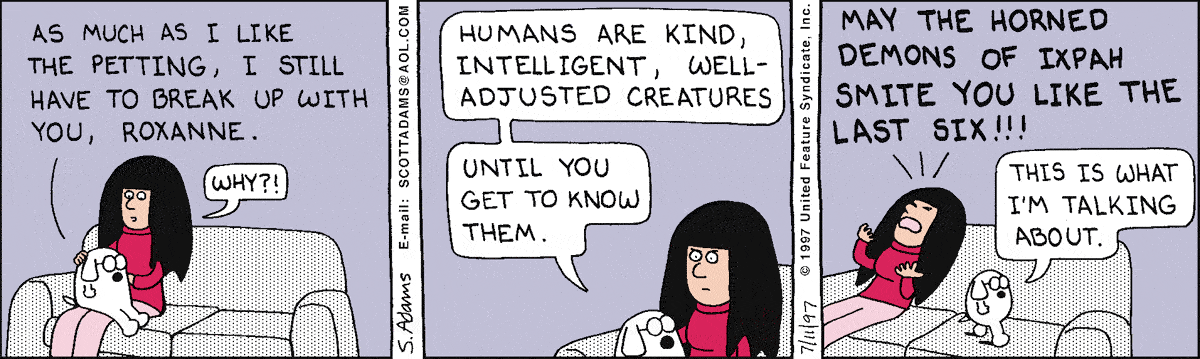 AS MUCH AS I LIKE
THE PETTING, I STILL
HAVE TO BREAK UP WITH
YOU, ROXANNE.
WHY?!
S. Adams E-mail: SCOTTADAMS@AOL.COM
HUMANS ARE KIND,
INTELLIGENT, WELL-
ADJUSTED CREATURES
UNTIL YOU
GET TO KNOW
THEM.
7/11/97 © 1997 United Feature Syndicate, Inc.
MAY THE HORNED
DEMONS OF IXPAH
SMITE YOU LIKE THE
LAST SIX!!!
THIS IS WHAT
I'M TALKING
ABOUT.